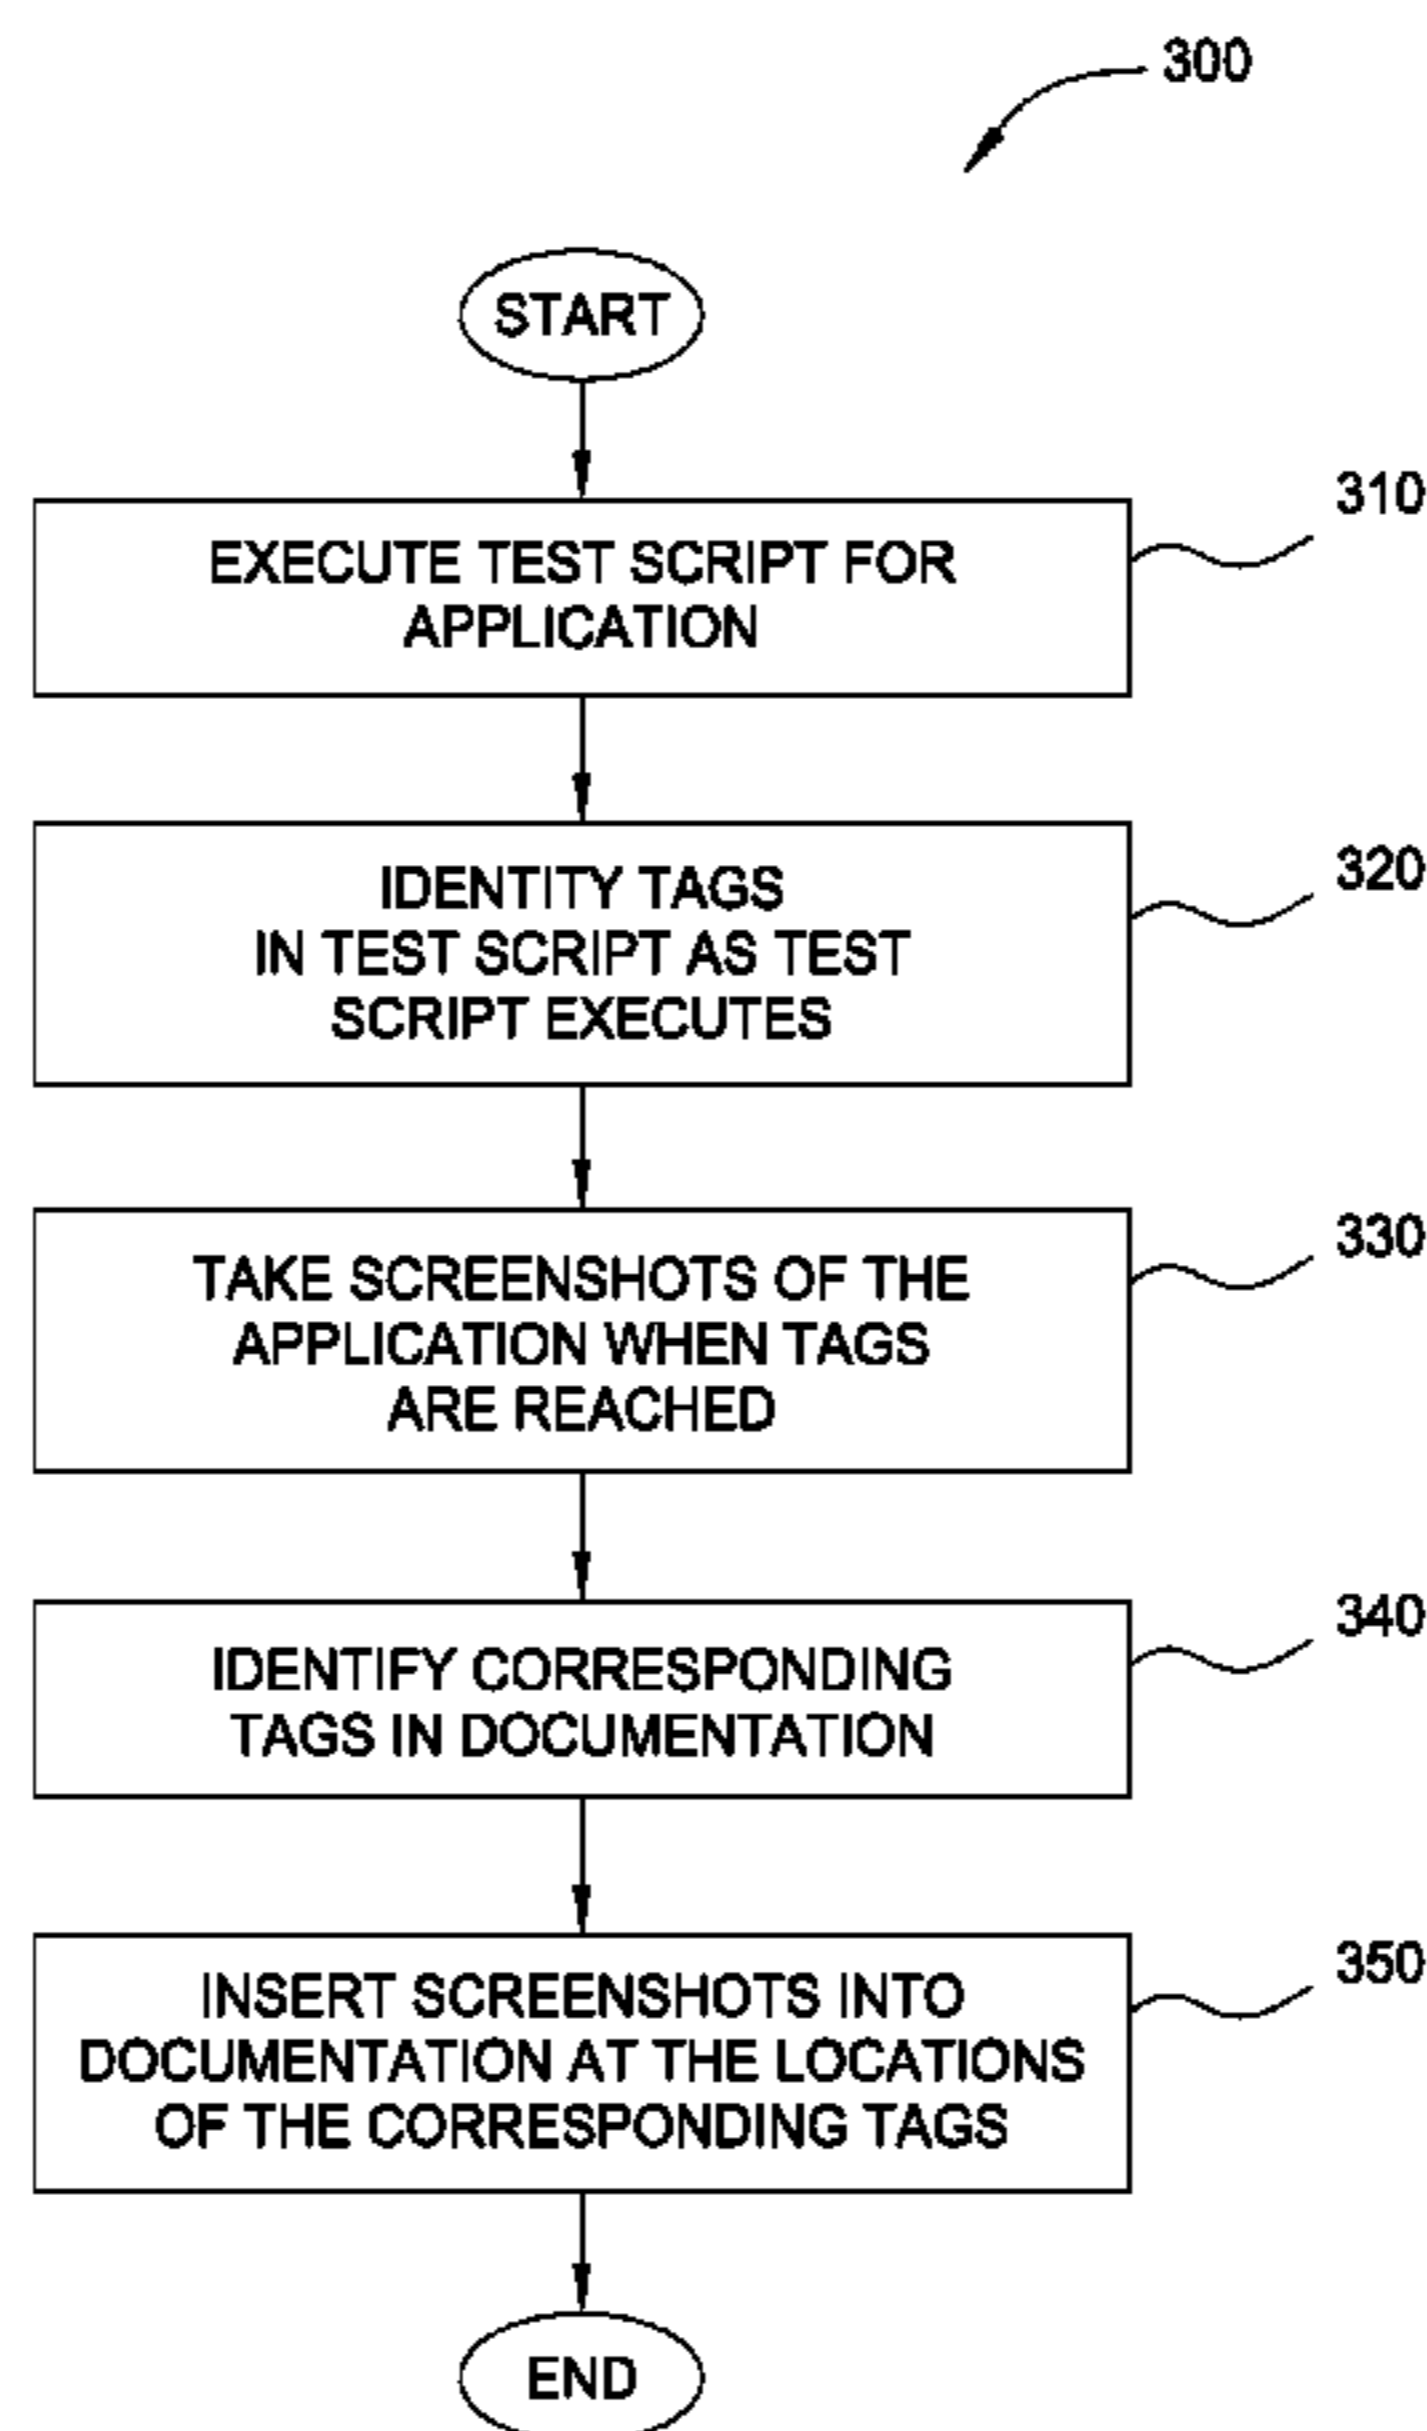 300
START
310
EXECUTE TEST SCRIPT FOR
APPLICATION
320
IDENTITY TAGS
IN TEST SCRIPT AS TEST
SCRIPT EXECUTES
330
TAKE SCREENSHOTS OF THE
APPLICATION WHEN TAGS
ARE REACHED
340
IDENTIFY CORRESPONDING
TAGS IN DOCUMENTATION
350
INSERT SCREENSHOTS INTO
DOCUMENTATION AT THE LOCATIONS
OF THE CORRESPONDING TAGS
END